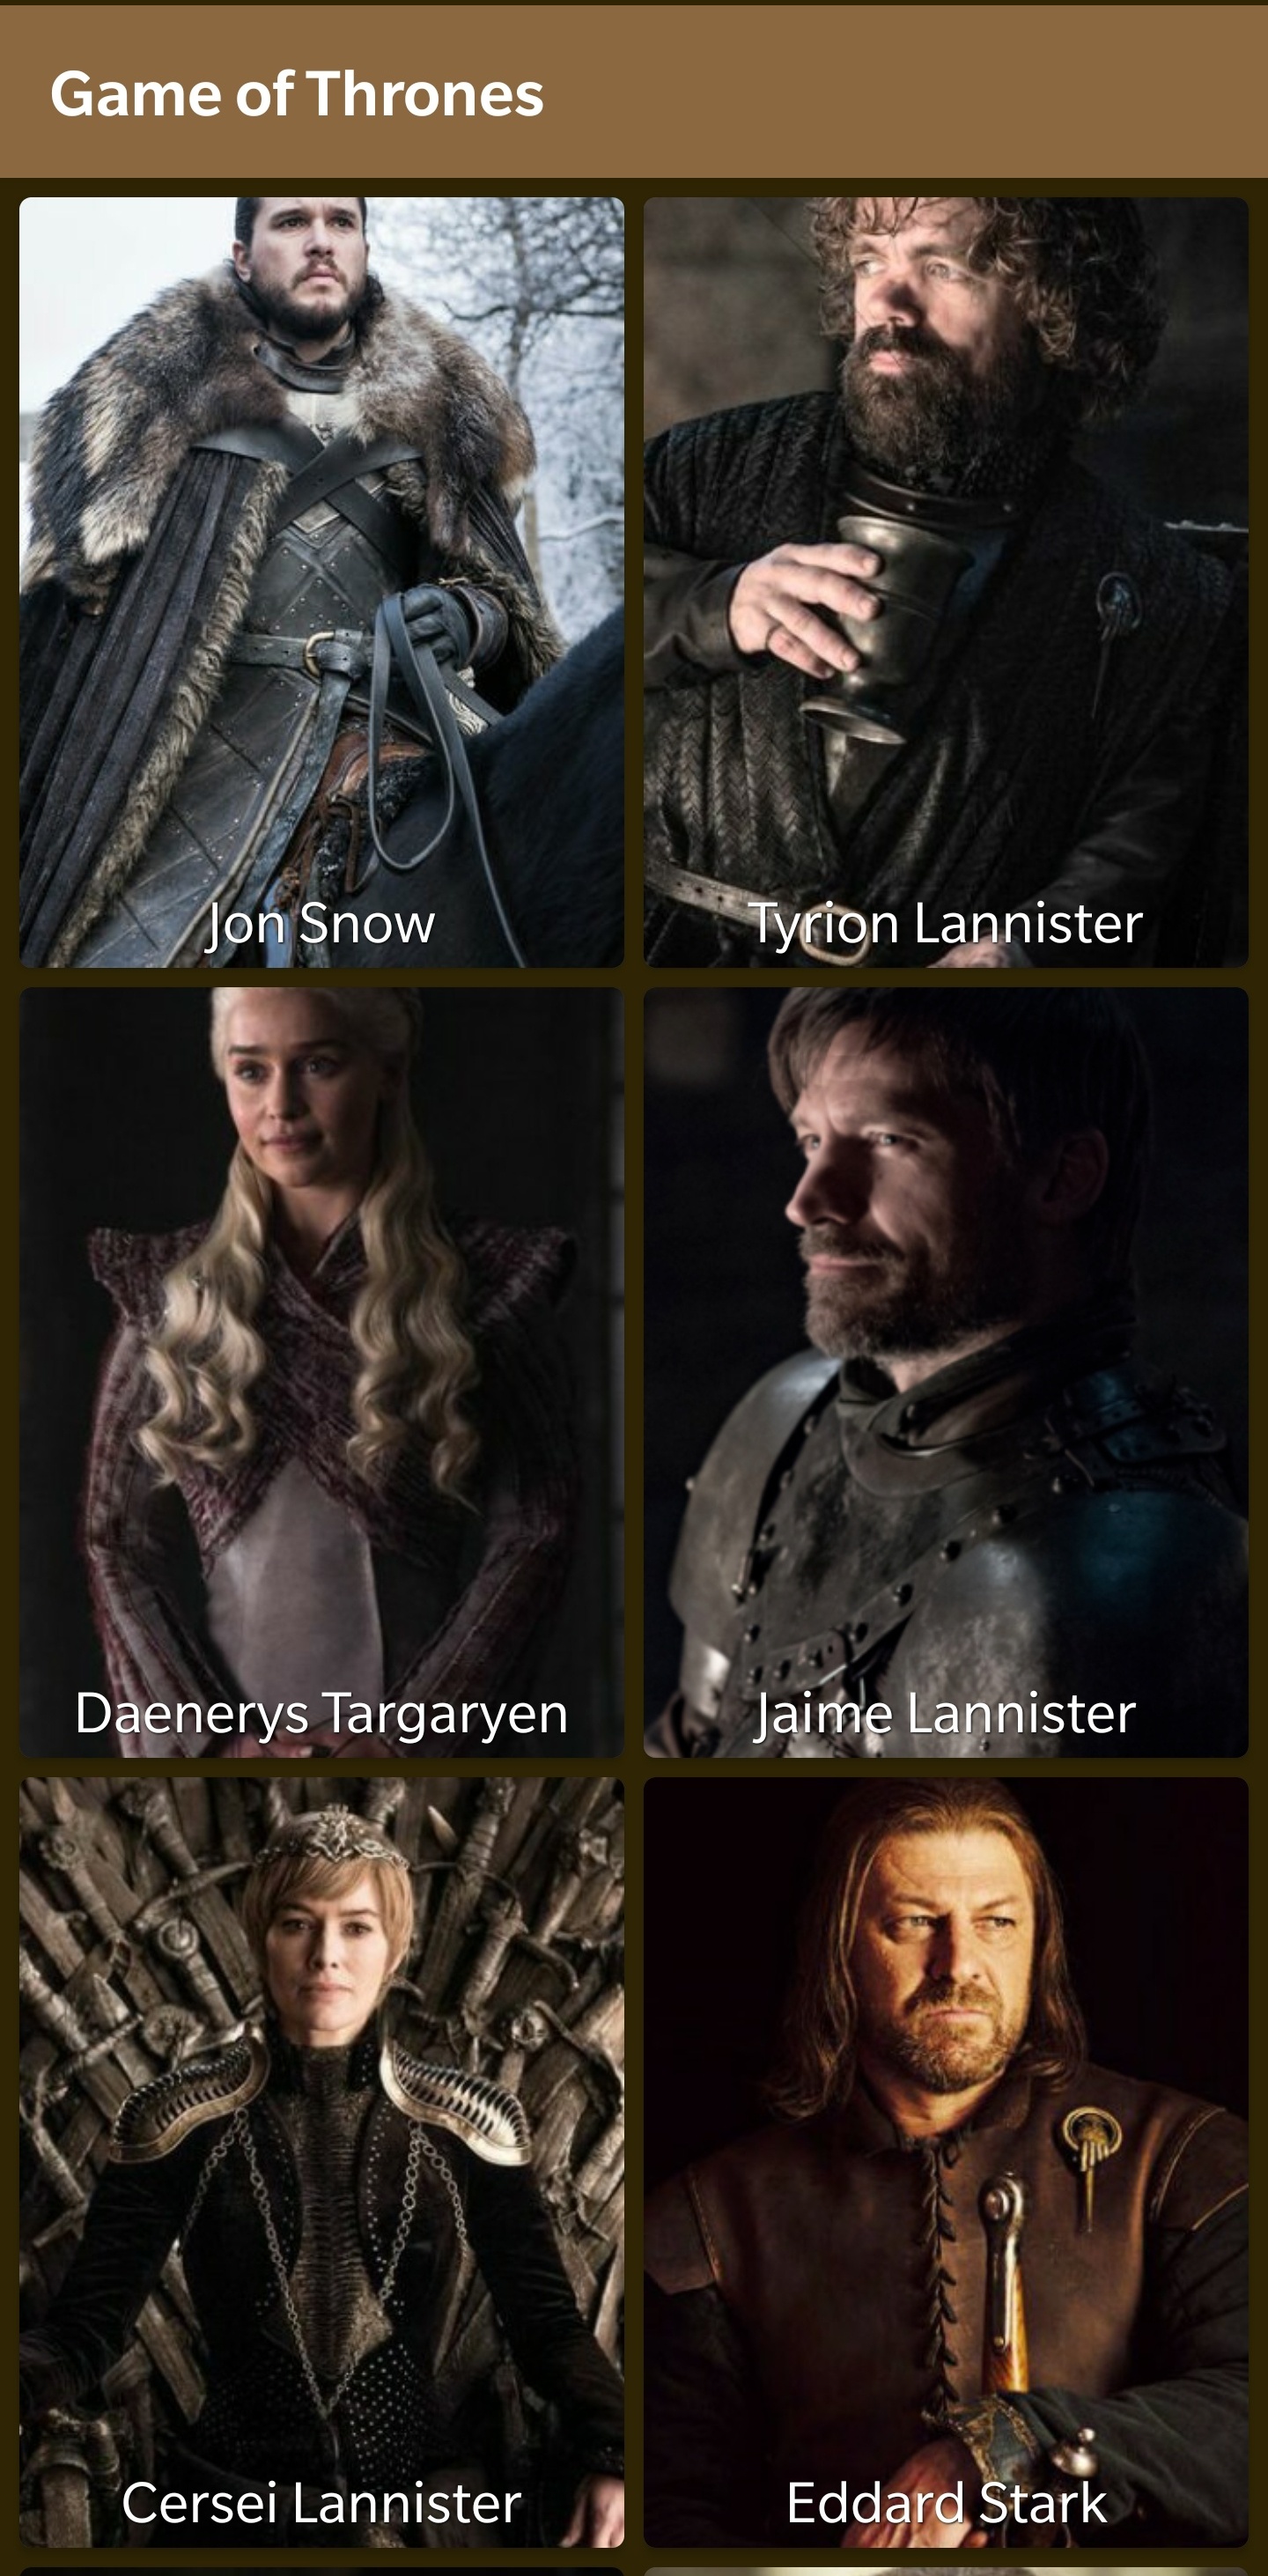 Game of Thrones
Jon Snow
Tyrion Lannister
Daenerys Targaryen
Jaime Lannister
Cersei Lannister
Eddard Stark